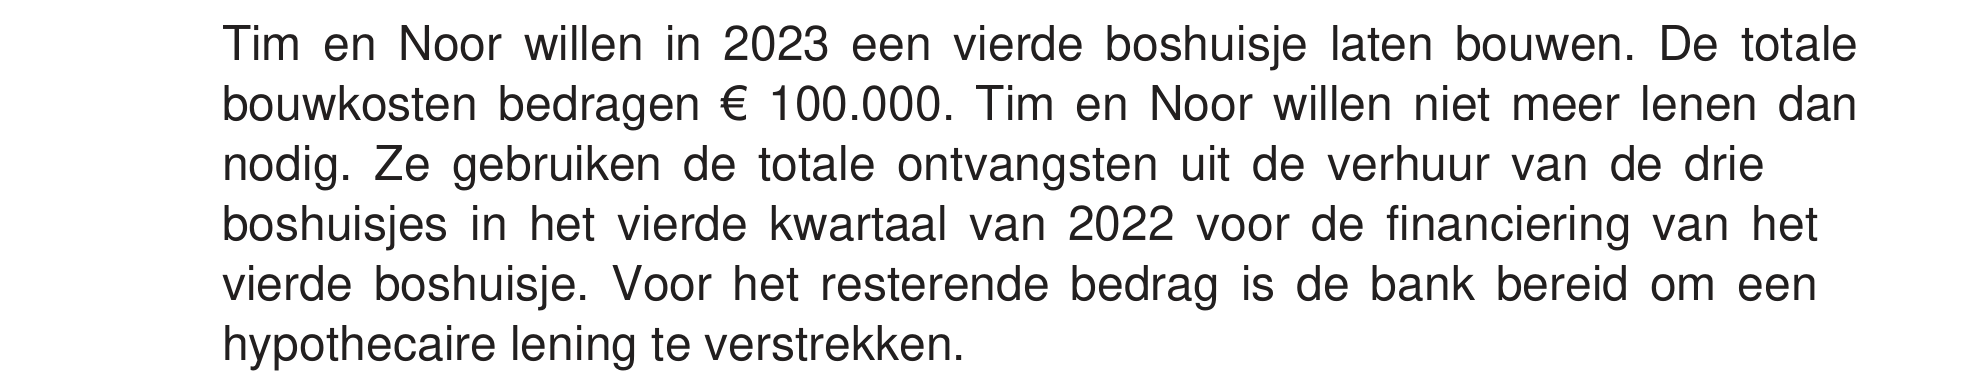 Tim en Noor willen in 2023 een vierde boshuisje laten bouwen. De totale
bouwkosten bedragen € 100.000. Tim en Noor willen niet meer lenen dan
nodig. Ze gebruiken de totale ontvangsten uit de verhuur van de drie
boshuisjes in het vierde kwartaal van 2022 voor de financiering van het
vierde boshuisje. Voor het resterende bedrag is de bank bereid om een
hypothecaire lening te verstrekken.